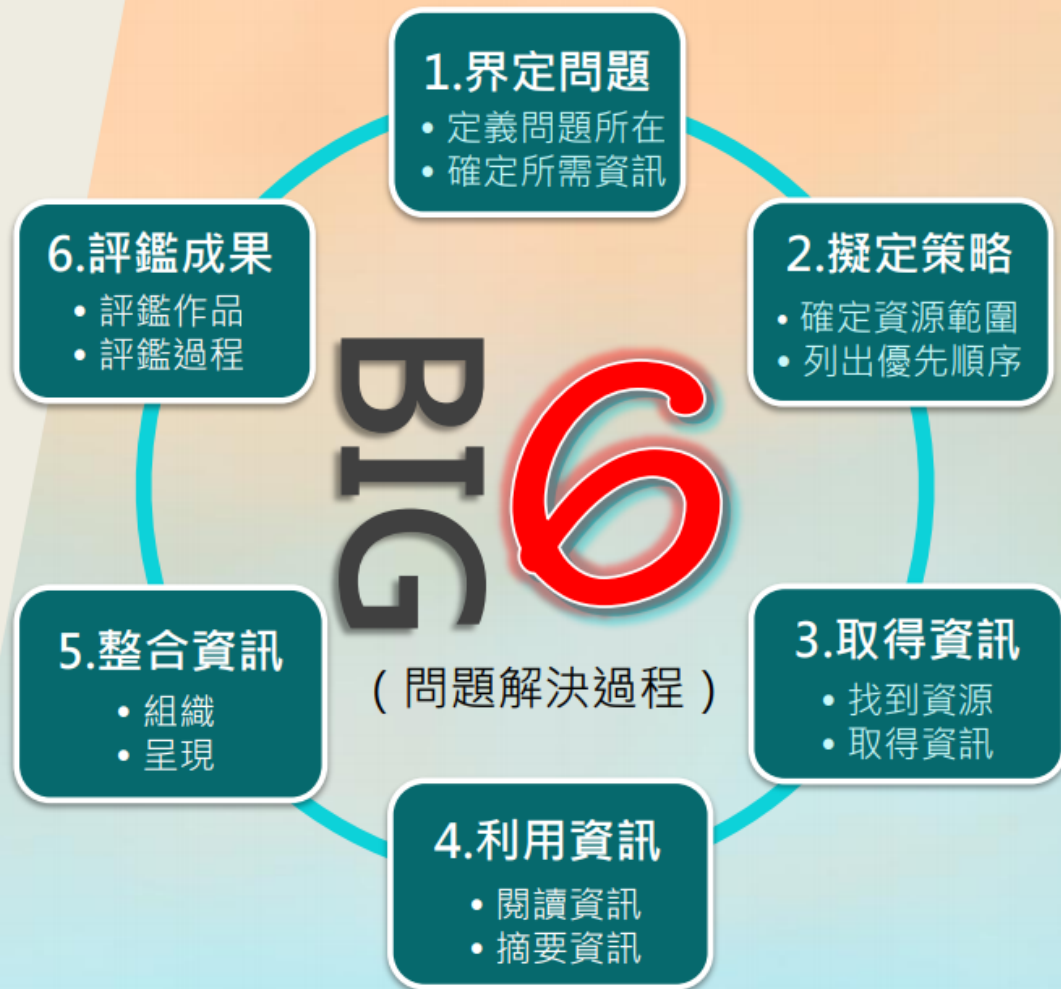 1.界定問題
• 定義問題所在
• 確定所需資訊
2.擬定策略
• 確定資源範圍
• 列出優先順序
3.取得資訊
• 找到資源
• 取得資訊
4.利用資訊
• 閱讀資訊
• 摘要資訊
5.整合資訊
• 組織
• 呈現
6.評鑑成果
• 評鑑作品
• 評鑑過程
BIG
6
(問題解決過程)